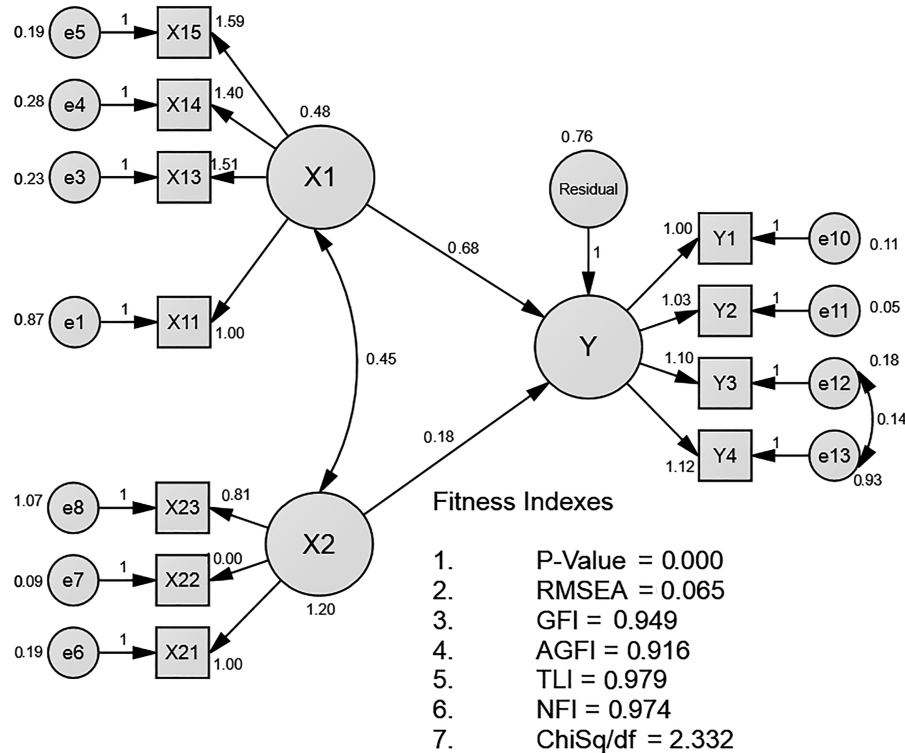 0.19 e5 1 X15 1.59
0.28 e4 1 X14 1.40
0.48
0.23 e3 1 X13 1.51
X1
0.76
Residual
0.87 e1 1 X11 1.00
0.68
1
0.45
Y
1.00 Y1 1 e10 0.11
1.03 Y2 1 e11 0.05
1.10 Y3 1 e12 0.18
0.14
1.12 Y4 1 e13 0.93
0.18
1.07 e8 1 X23 0.81
X2
0.09 e7 1 X22 0.00
1.20
0.19 e6 1 X21 1.00
Fitness Indexes
1. P-Value = 0.000
2. RMSEA = 0.065
3. GFI = 0.949
4. AGFI = 0.916
5. TLI = 0.979
6. NFI = 0.974
7. ChiSq/df = 2.332